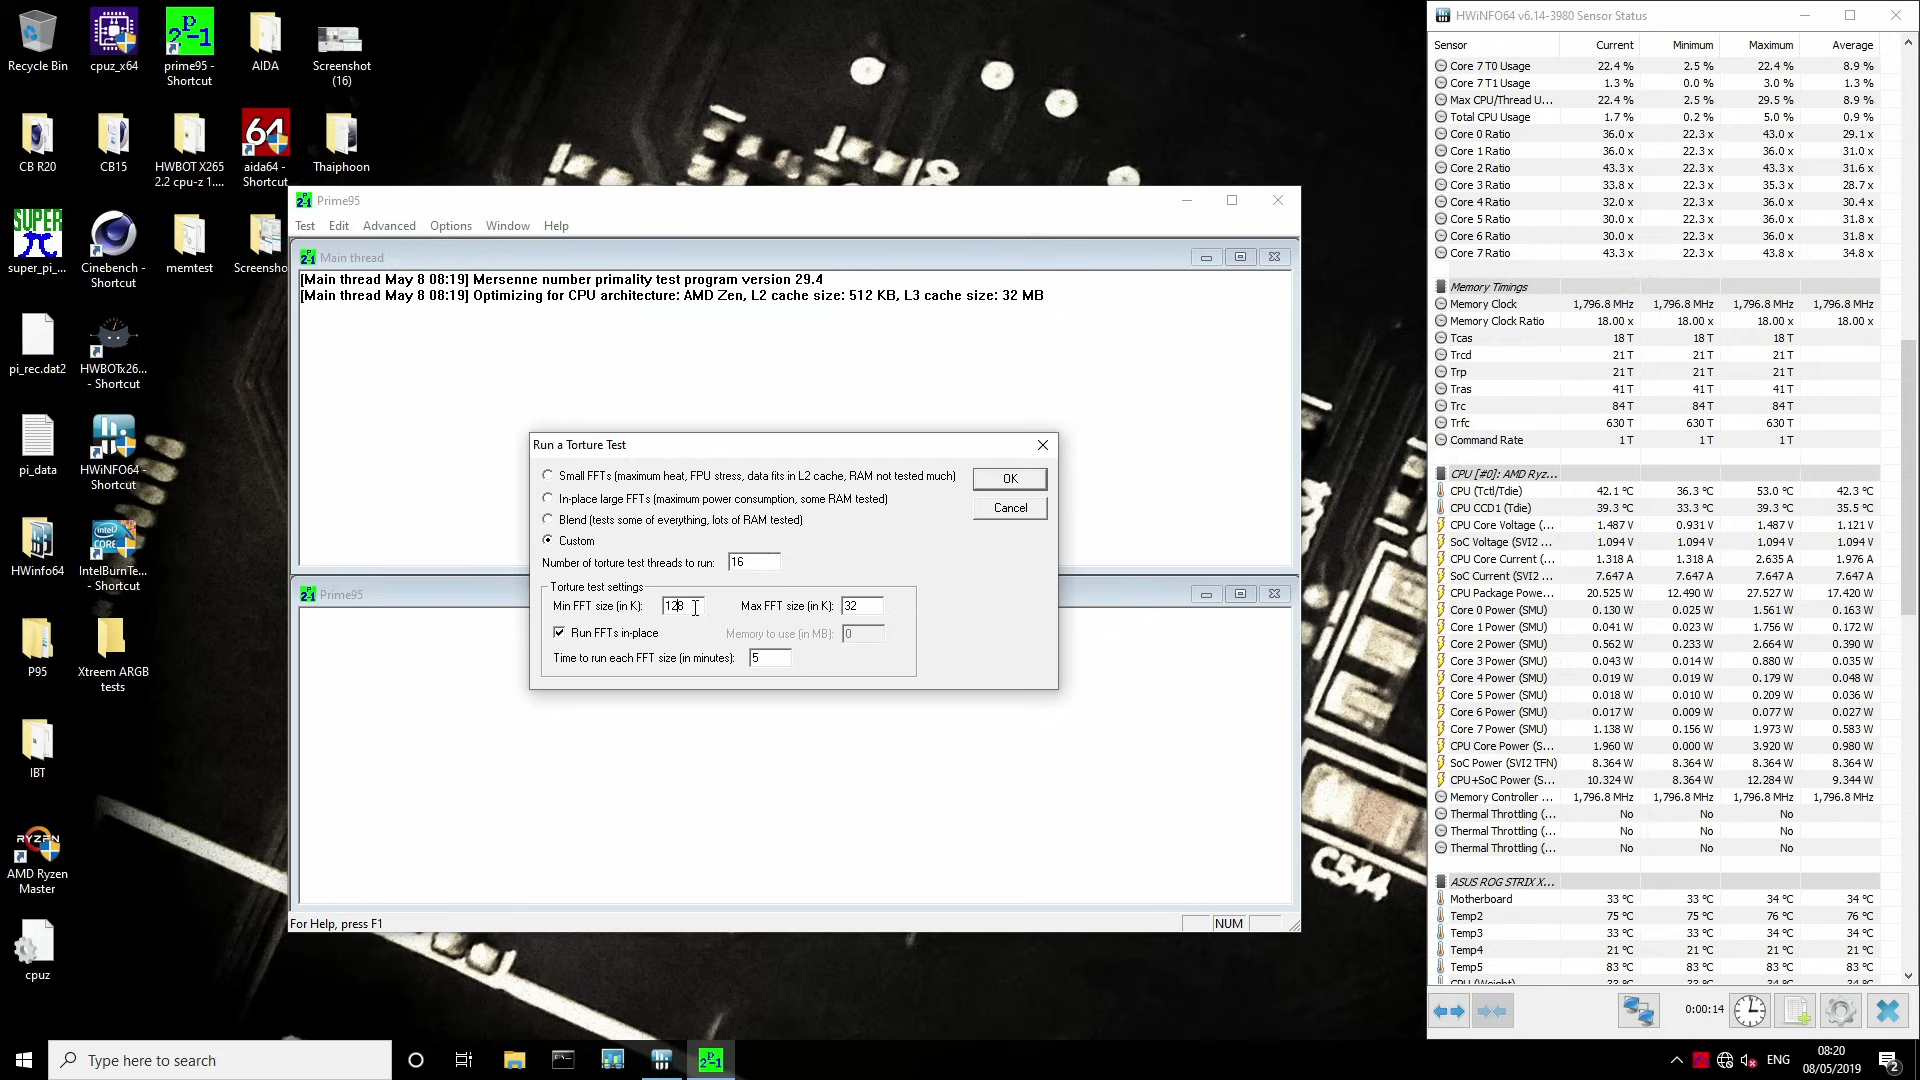 Recycle Bin
cpuz_x64
prime95 -
Shortcut
AIDA
Screenshot
(16)
CB R20
CB15
HWBOT X265
2.2 cpu-z 1....
aida64 -
Shortcut
Thaiphoon
super_pi_...
Cinebench -
Shortcut
memtest
Screensho
pi_rec.dat2
HWBOTx26...
- Shortcut
pi_data
HWiNFO64 -
Shortcut
HWinfo64
IntelBurnTe...
- Shortcut
P95
Xtreem ARGB
tests
IBT
AMD Ryzen
Master
cpuz
SUPER
64
intel
CORE
RYZEN
C544
Prime95
Test Edit Advanced Options Window Help
Main thread
[Main thread May 8 08:19] Mersenne number primality test program version 29.4
[Main thread May 8 08:19] Optimizing for CPU architecture: AMD Zen, L2 cache size: 512 KB, L3 cache size: 32 MB
Prime95
For Help, press F1
NUM
Run a Torture Test
Small FFTs (maximum heat, FPU stress, data fits in L2 cache, RAM not tested much)
In-place large FFTs (maximum power consumption, some RAM tested)
Blend (tests some of everything, lots of RAM tested)
Custom
OK
Cancel
Number of torture test threads to run: 16
Torture test settings
Min FFT size (in K): 128 Max FFT size (in K): 32
Run FFTs in-place Memory to use (in MB): 0
Time to run each FFT size (in minutes): 5
HWiNFO64 v6.14-3980 Sensor Status
Sensor Current Minimum Maximum Average
Core 7 T0 Usage 22.4 % 2.5 % 22.4 % 8.9 %
Core 7 T1 Usage 1.3 % 0.0 % 3.0 % 1.3 %
Max CPU/Thread U... 22.4 % 2.5 % 29.5 % 8.9 %
Total CPU Usage 1.7 % 0.2 % 5.0 % 0.9 %
Core 0 Ratio 36.0 x 22.3 x 43.0 x 29.1 x
Core 1 Ratio 36.0 x 22.3 x 36.0 x 31.0 x
Core 2 Ratio 43.3 x 22.3 x 43.3 x 31.6 x
Core 3 Ratio 33.8 x 22.3 x 35.3 x 28.7 x
Core 4 Ratio 32.0 x 22.3 x 36.0 x 30.4 x
Core 5 Ratio 30.0 x 22.3 x 36.0 x 31.8 x
Core 6 Ratio 30.0 x 22.3 x 36.0 x 31.8 x
Core 7 Ratio 43.3 x 22.3 x 43.8 x 34.8 x
Memory Timings
Memory Clock 1,796.8 MHz 1,796.8 MHz 1,796.8 MHz 1,796.8 MHz
Memory Clock Ratio 18.00 x 18.00 x 18.00 x 18.00 x
Tcas 18 T 18 T 18 T
Trcd 21 T 21 T 21 T
Trp 21 T 21 T 21 T
Tras 41 T 41 T 41 T
Trc 84 T 84 T 84 T
Trfc 630 T 630 T 630 T
Command Rate 1 T 1 T 1 T
CPU [#0]: AMD Ryz...
CPU (Tctl/Tdie) 42.1 °C 36.3 °C 53.0 °C 42.3 °C
CPU CCD1 (Tdie) 39.3 °C 33.3 °C 39.3 °C 35.5 °C
CPU Core Voltage (... 1.487 V 0.931 V 1.487 V 1.121 V
SoC Voltage (SVI2 ... 1.094 V 1.094 V 1.094 V 1.094 V
CPU Core Current (... 1.318 A 1.318 A 2.635 A 1.976 A
SoC Current (SVI2 ... 7.647 A 7.647 A 7.647 A 7.647 A
CPU Package Powe... 20.525 W 12.490 W 27.527 W 17.420 W
Core 0 Power (SMU) 0.130 W 0.025 W 1.561 W 0.163 W
Core 1 Power (SMU) 0.041 W 0.023 W 1.756 W 0.172 W
Core 2 Power (SMU) 0.562 W 0.233 W 2.664 W 0.390 W
Core 3 Power (SMU) 0.043 W 0.014 W 0.880 W 0.035 W
Core 4 Power (SMU) 0.019 W 0.019 W 0.179 W 0.048 W
Core 5 Power (SMU) 0.018 W 0.010 W 0.209 W 0.036 W
Core 6 Power (SMU) 0.017 W 0.009 W 0.077 W 0.027 W
Core 7 Power (SMU) 1.138 W 0.156 W 1.973 W 0.583 W
CPU Core Power (S... 1.960 W 0.000 W 3.920 W 0.980 W
SoC Power (SVI2 TFN) 8.364 W 8.364 W 8.364 W 8.364 W
CPU+SoC Power (S... 10.324 W 8.364 W 12.284 W 9.344 W
Memory Controller ... 1,796.8 MHz 1,796.8 MHz 1,796.8 MHz 1,796.8 MHz
Thermal Throttling (... No No No
Thermal Throttling (... No No No
Thermal Throttling (... No No No
ASUS ROG STRIX X...
Motherboard 33 °C 33 °C 34 °C 34 °C
Temp2 75 °C 75 °C 76 °C 76 °C
Temp3 33 °C 33 °C 34 °C 34 °C
Temp4 21 °C 21 °C 21 °C 21 °C
Temp5 83 °C 83 °C 83 °C 83 °C
0:00:14
Type here to search
ENG
08:20
08/05/2019
2